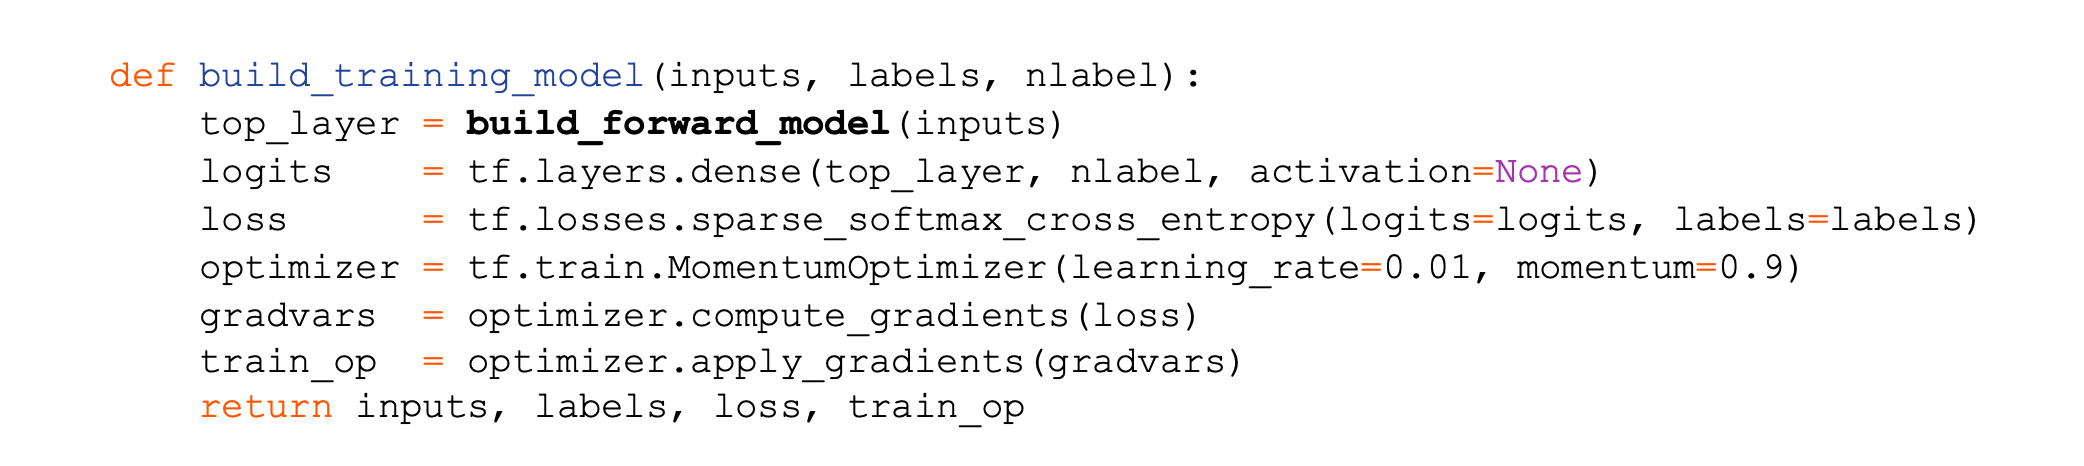 def build_training_model(inputs, labels, nlabel):
    top_layer = build_forward_model(inputs)
    logits    = tf.layers.dense(top_layer, nlabel, activation=None)
    loss      = tf.losses.sparse_softmax_cross_entropy(logits=logits, labels=labels)
    optimizer = tf.train.MomentumOptimizer(learning_rate=0.01, momentum=0.9)
    gradvars  = optimizer.compute_gradients(loss)
    train_op  = optimizer.apply_gradients(gradvars)
    return inputs, labels, loss, train_op